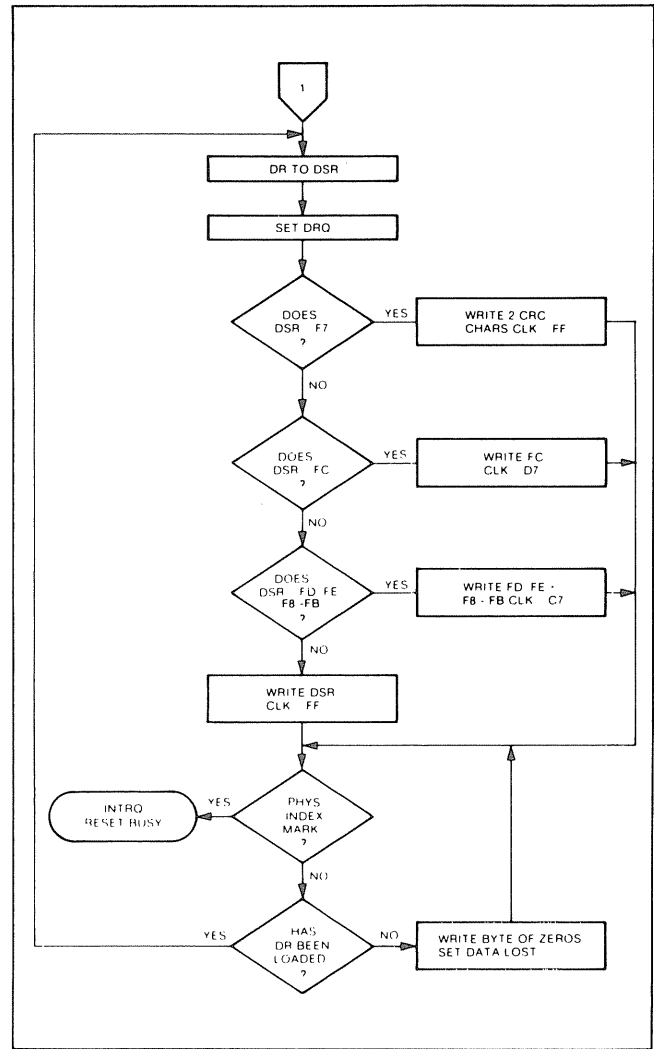 1
DR TO DSR
SET DRQ
DOES
DSR F7
?
YES
WRITE 2 CRC
CHARS CLK FF
NO
DOES
DSR FC
?
YES
WRITE FC
CLK D7
NO
DOES
DSR FD FE
F8 - FB
?
YES
WRITE FD FE -
F8 - FB CLK C7
NO
WRITE DSR
CLK FF
PHYS
INDEX
MARK
?
YES
INTRQ
RESET BUSY
NO
HAS
DR BEEN
LOADED
?
YES
NO
WRITE BYTE OF ZEROS
SET DATA LOST